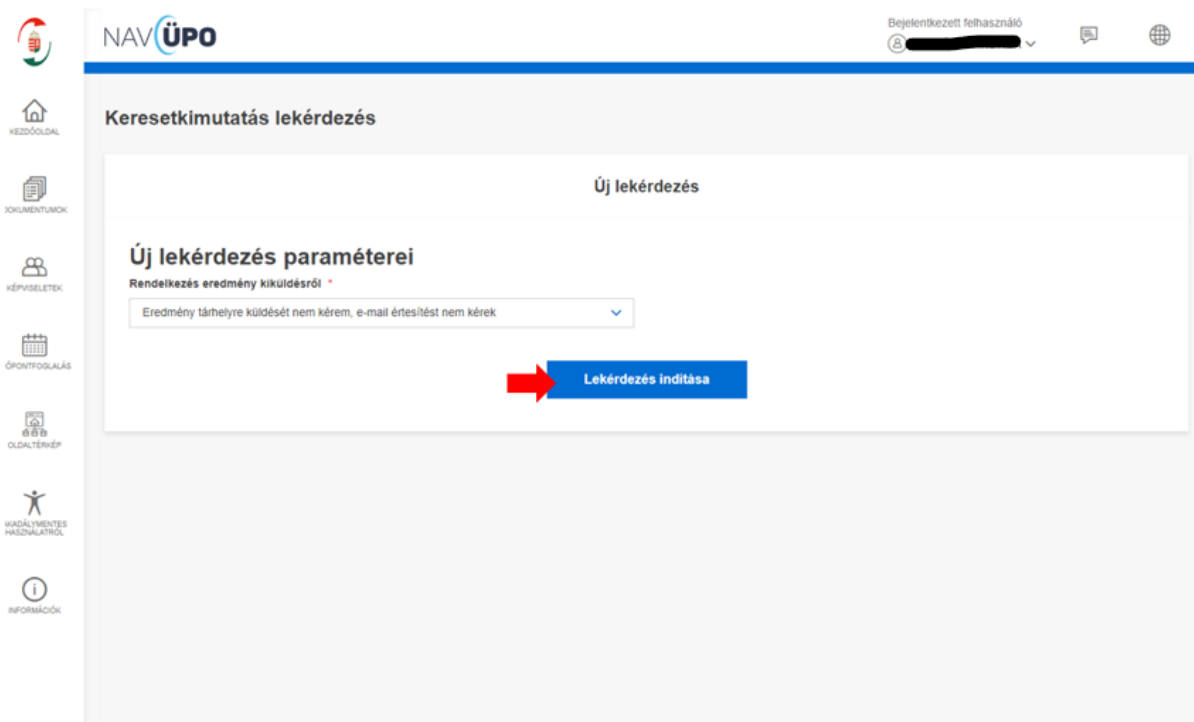 NAV ÜPO
Bejelentkezett felhasználó
KEZDŐOLDAL
DOKUMENTUMOK
KÉPVISELETEK
ŐPONTFOGLALÁS
OLDALTÉRKÉP
AKADÁLYMENTES
HASZNÁLATRÓL
INFORMÁCIÓK
Keresetkimutatás lekérdezés
Új lekérdezés
Új lekérdezés paraméterei
Rendelkezés eredmény kiküldésről *
Eredmény tárhelyre küldését nem kérem, e-mail értesítést nem kérek
Lekérdezés indítása